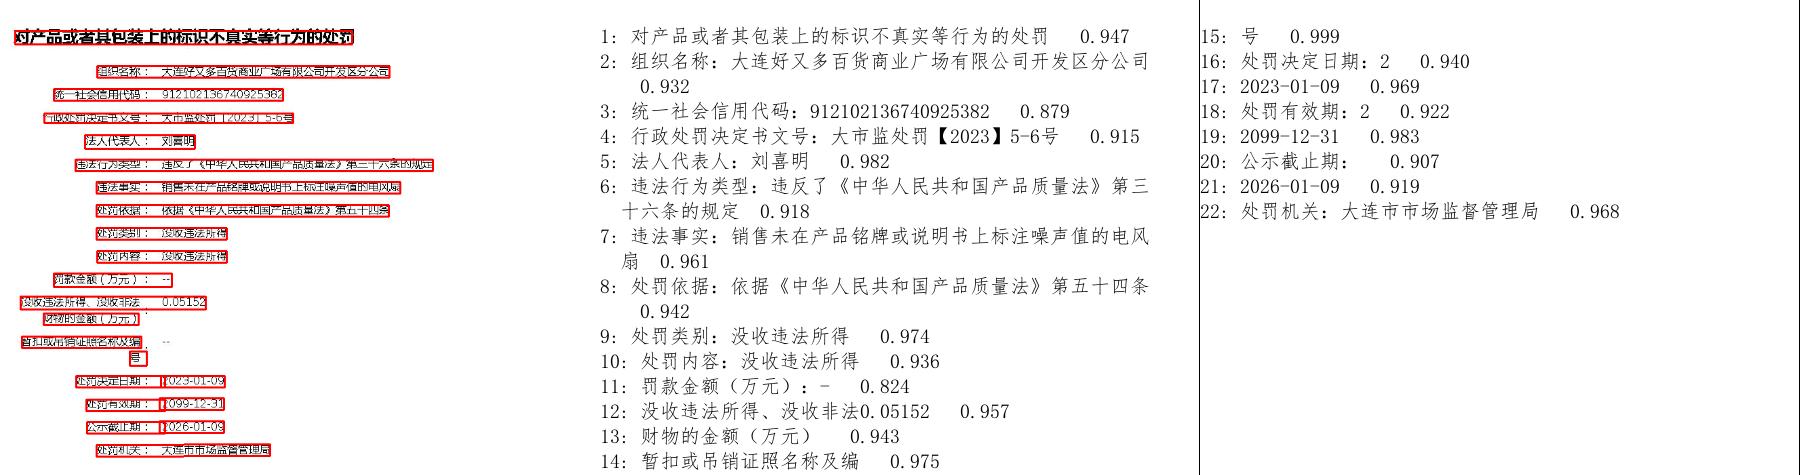 对产品或者其包装上的标识不真实等行为的处罚
组织名称： 大连好又多百货商业广场有限公司开发区分公司
统一社会信用代码： 912102136740925382
行政处罚决定书文号： 大市监处罚【2023】5-6号
法人代表人： 刘喜明
违法行为类型： 违反了《中华人民共和国产品质量法》第三十六条的规定
违法事实： 销售未在产品铭牌或说明书上标注噪声值的电风扇
处罚依据： 依据《中华人民共和国产品质量法》第五十四条
处罚类别： 没收违法所得
处罚内容： 没收违法所得
罚款金额（万元）： --
没收违法所得、没收非法 0.05152
财物的金额（万元）：
暂扣或吊销证照名称及编 --
号：
处罚决定日期： 2023-01-09
处罚有效期： 2099-12-31
公示截止期： 2026-01-09
处罚机关： 大连市市场监督管理局
1: 对产品或者其包装上的标识不真实等行为的处罚 0.947
2: 组织名称：大连好又多百货商业广场有限公司开发区分公司
0.932
3: 统一社会信用代码：912102136740925382 0.879
4: 行政处罚决定书文号：大市监处罚【2023】5-6号 0.915
5: 法人代表人：刘喜明 0.982
6: 违法行为类型：违反了《中华人民共和国产品质量法》第三
十六条的规定 0.918
7: 违法事实：销售未在产品铭牌或说明书上标注噪声值的电风
扇 0.961
8: 处罚依据：依据《中华人民共和国产品质量法》第五十四条
0.942
9: 处罚类别：没收违法所得 0.974
10: 处罚内容：没收违法所得 0.936
11: 罚款金额（万元）：- 0.824
12: 没收违法所得、没收非法0.05152 0.957
13: 财物的金额（万元） 0.943
14: 暂扣或吊销证照名称及编 0.975
15: 号 0.999
16: 处罚决定日期：2 0.940
17: 2023-01-09 0.969
18: 处罚有效期：2 0.922
19: 2099-12-31 0.983
20: 公示截止期： 0.907
21: 2026-01-09 0.919
22: 处罚机关：大连市市场监督管理局 0.968